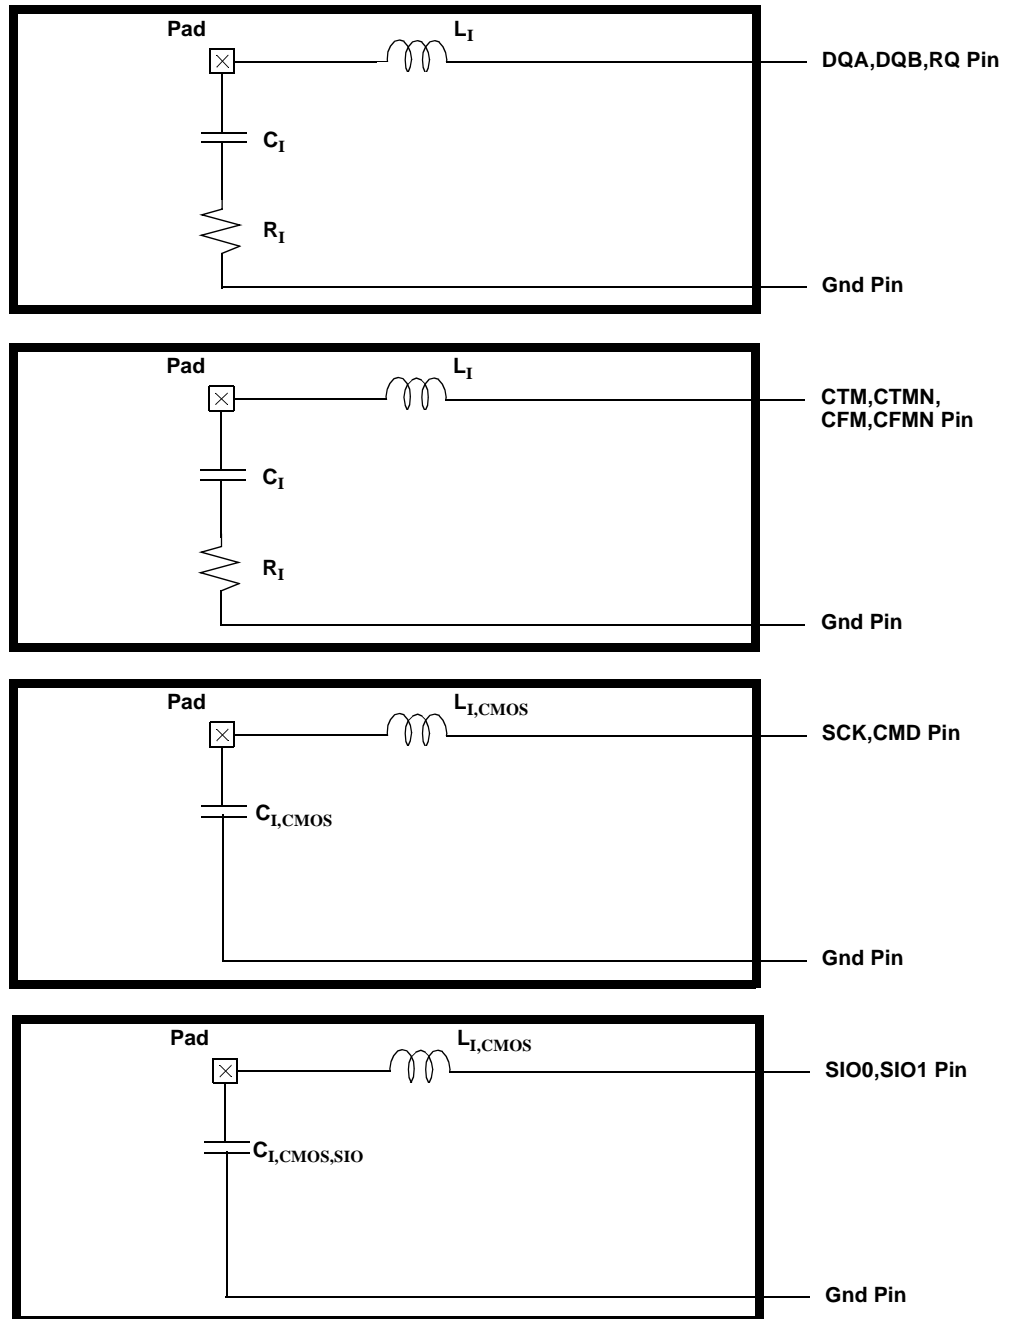 Pad
L_I
DQA,DQB,RQ Pin
C_I
R_I
Gnd Pin
Pad
L_I
CTM,CTMN,
CFM,CFMN Pin
C_I
R_I
Gnd Pin
Pad
L_I,CMOS
SCK,CMD Pin
C_I,CMOS
Gnd Pin
Pad
L_I,CMOS
SIO0,SIO1 Pin
C_I,CMOS,SIO
Gnd Pin